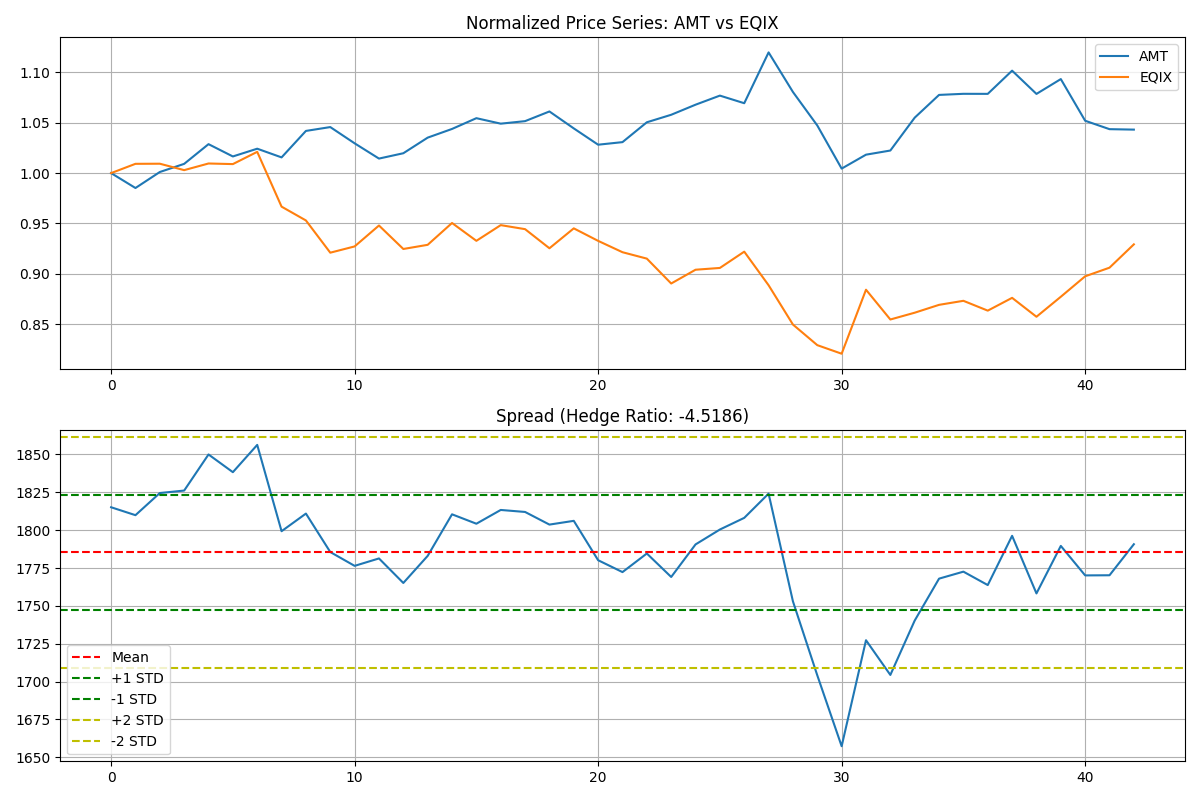 Normalized Price Series: AMT vs EQIX
1.10
1.05
1.00
0.95
0.90
0.85
AMT
EQIX
0 10 20 30 40
Spread (Hedge Ratio: -4.5186)
1850
1825
1800
1775
1750
1725
1700
1675
1650
Mean
+1 STD
-1 STD
+2 STD
-2 STD
0 10 20 30 40